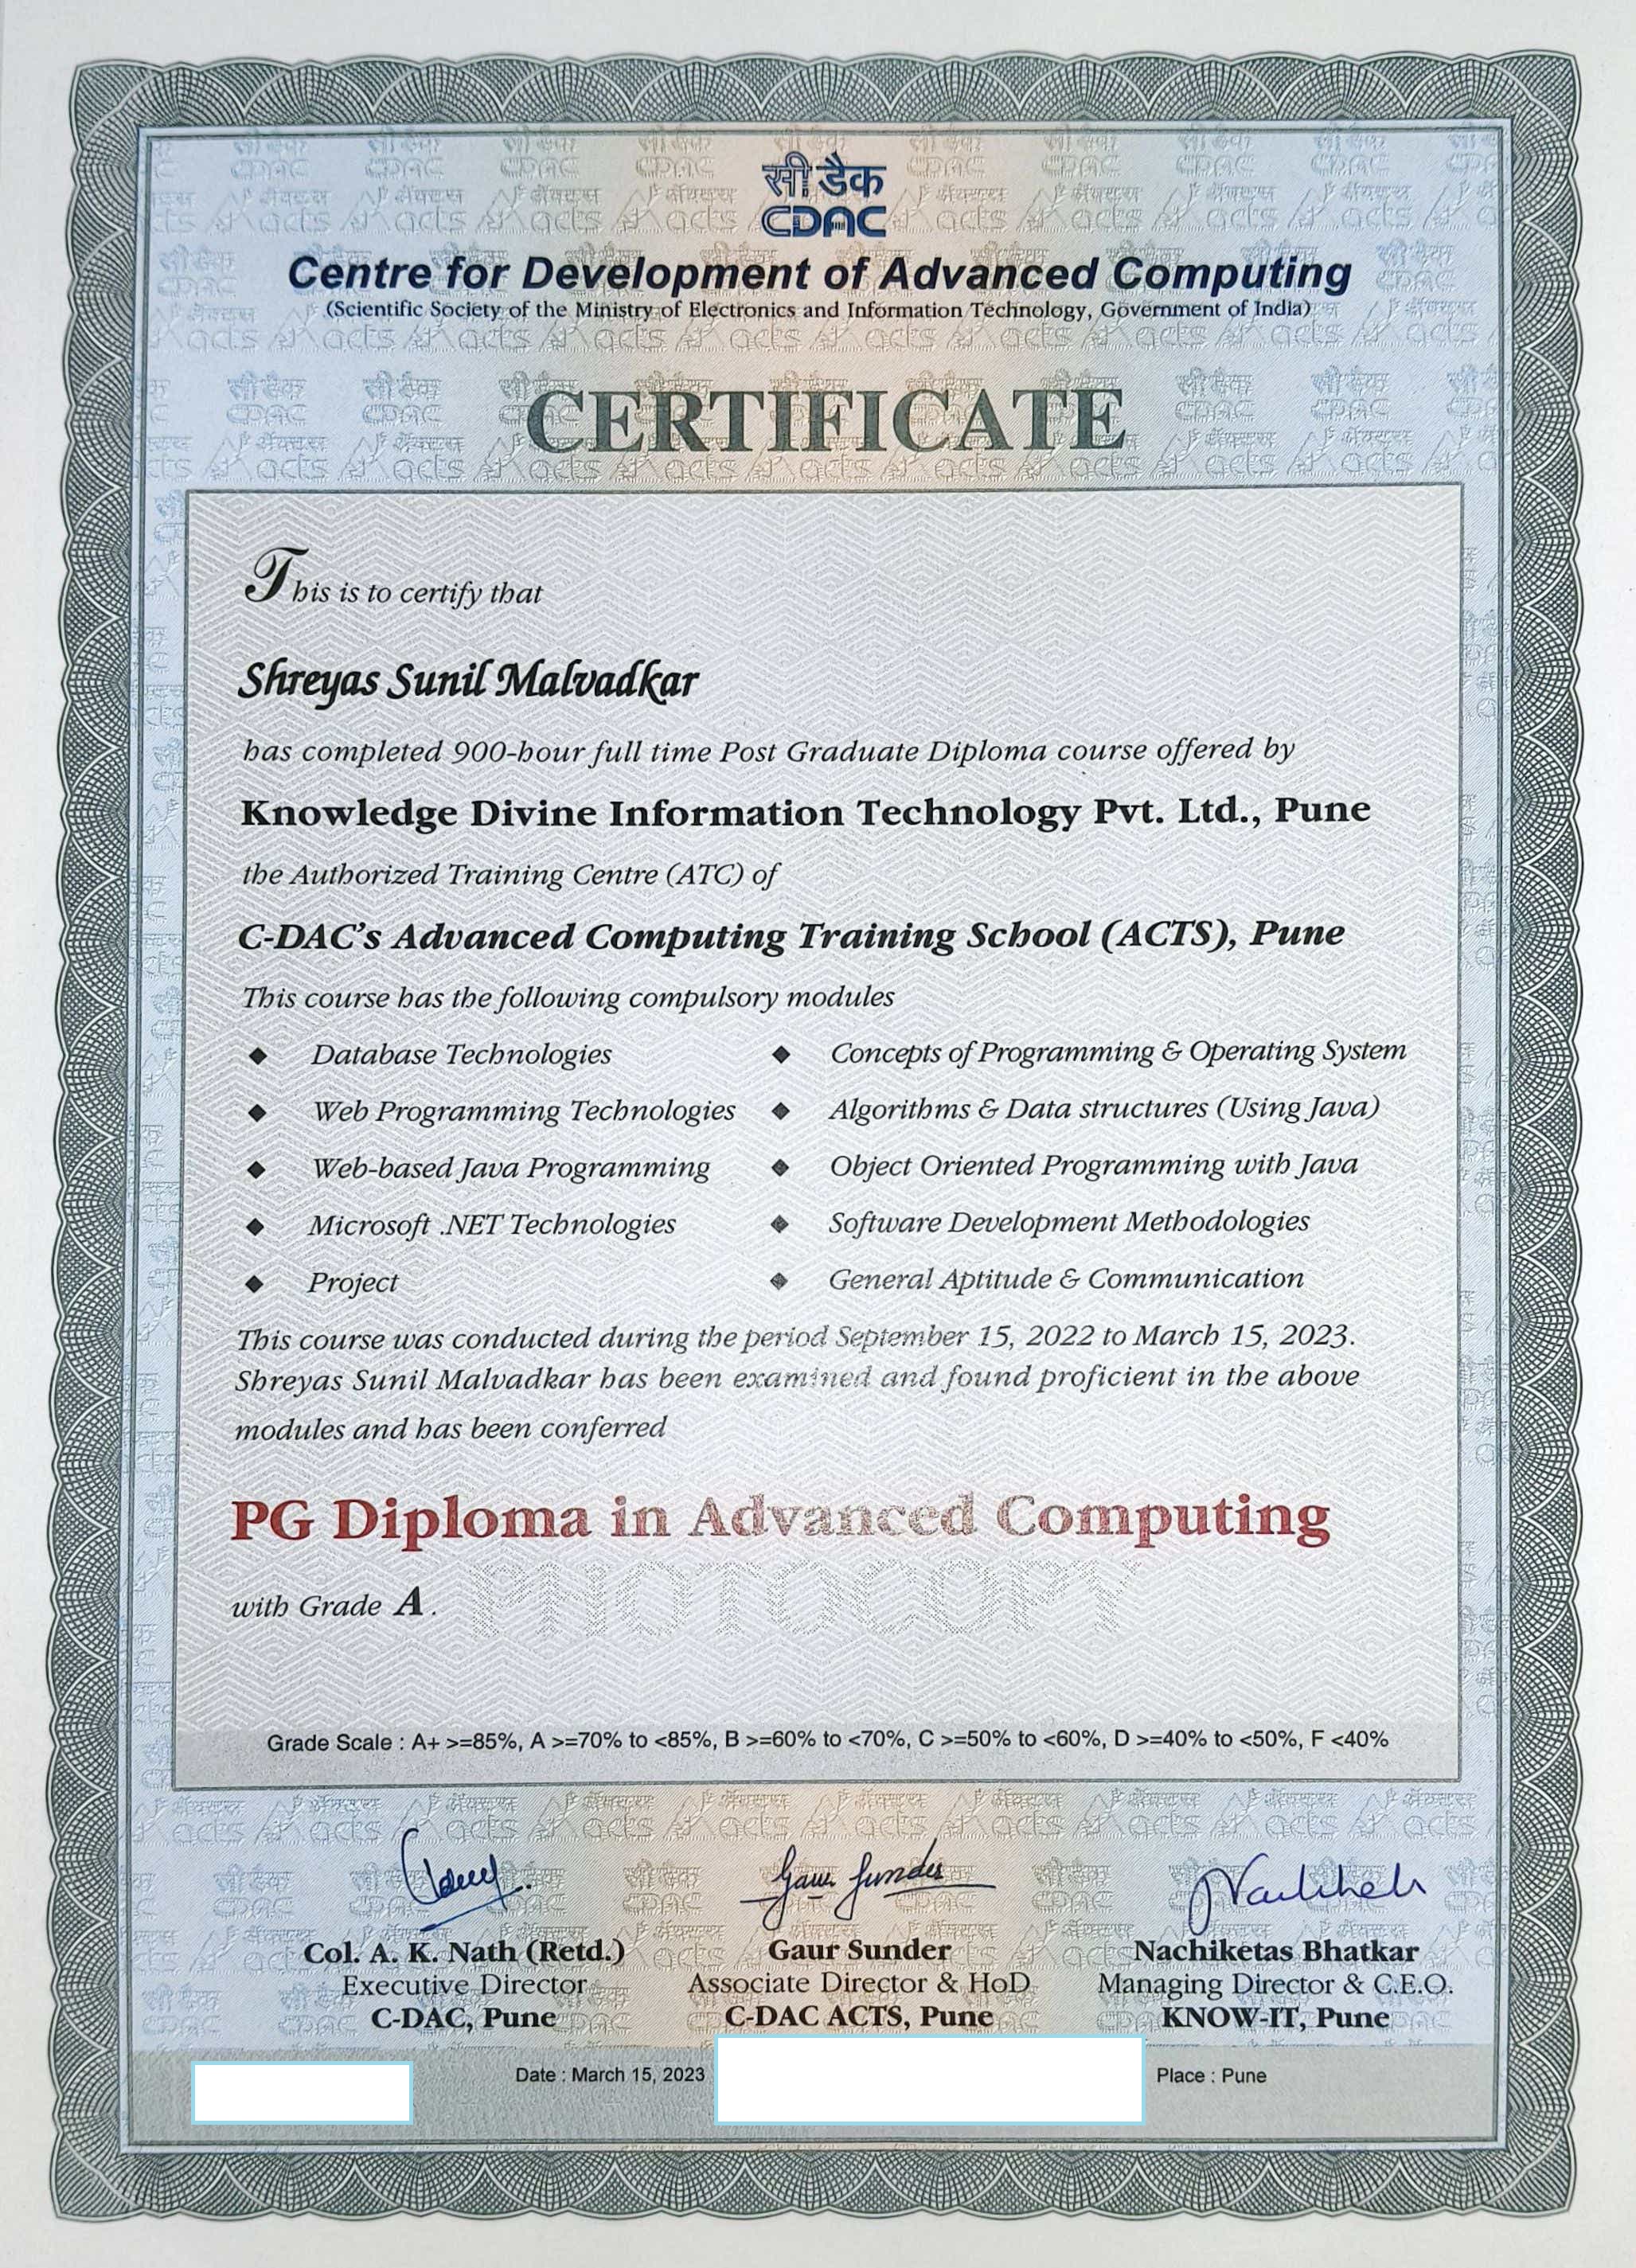 सी डैक
CDAC
Centre for Development of Advanced Computing
(Scientific Society of the Ministry of Electronics and Information Technology, Government of India)
CERTIFICATE
This is to certify that
Shreyas Sunil Malvadkar
has completed 900-hour full time Post Graduate Diploma course offered by
Knowledge Divine Information Technology Pvt. Ltd., Pune
the Authorized Training Centre (ATC) of
C-DAC's Advanced Computing Training School (ACTS), Pune
This course has the following compulsory modules
◆ Database Technologies ◆ Concepts of Programming & Operating System
◆ Web Programming Technologies ◆ Algorithms & Data structures (Using Java)
◆ Web-based Java Programming ◆ Object Oriented Programming with Java
◆ Microsoft .NET Technologies ◆ Software Development Methodologies
◆ Project ◆ General Aptitude & Communication
This course was conducted during the period September 15, 2022 to March 15, 2023.
Shreyas Sunil Malvadkar has been examined and found proficient in the above
modules and has been conferred
PG Diploma in Advanced Computing
PHOTOCOPY
with Grade A.
Grade Scale : A+ >=85%, A >=70% to <85%, B >=60% to <70%, C >=50% to <60%, D >=40% to <50%, F <40%
Gaur Sunder
Col. A. K. Nath (Retd.) Gaur Sunder Nachiketas Bhatkar
Executive Director Associate Director & HoD Managing Director & C.E.O.
C-DAC, Pune C-DAC ACTS, Pune KNOW-IT, Pune
Date : March 15, 2023 Place : Pune